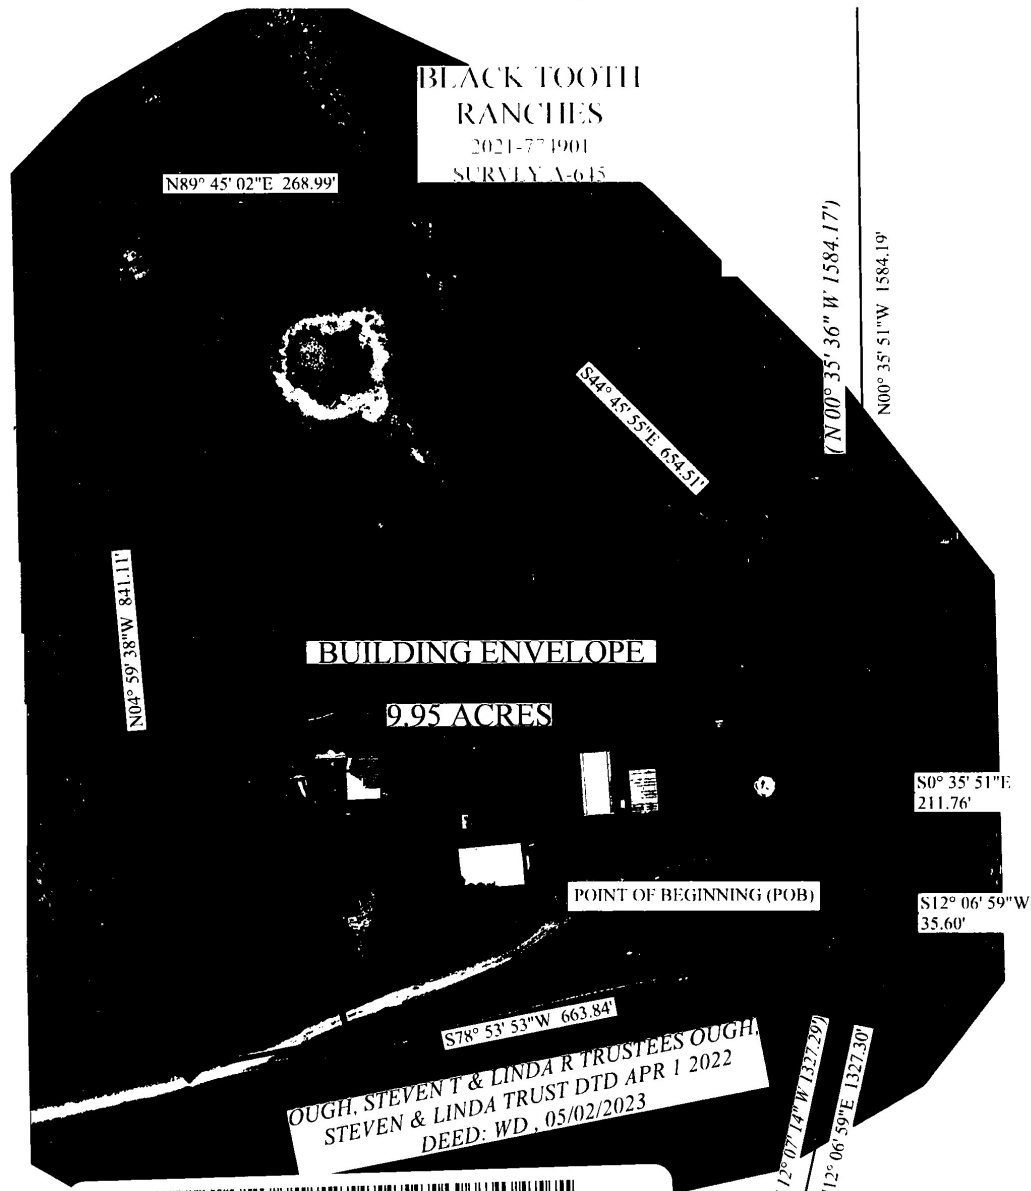 BLACK TOOTH
RANCHES
2021-774901
SURVEY A-645
N89° 45' 02"E 268.99'
( N 00° 35' 36" W 1584.17')
N00° 35' 51"W 1584.19'
S44° 45' 55"E 654.51'
N04° 59' 38"W 841.11'
BUILDING ENVELOPE
9.95 ACRES
S0° 35' 51"E
211.76'
POINT OF BEGINNING (POB)
S12° 06' 59"W
35.60'
S78° 53' 53"W 663.84'
OUGH, STEVEN T & LINDA R TRUSTEES OUGH,
STEVEN & LINDA TRUST DTD APR 1 2022
DEED: WD , 05/02/2023
12° 07' 14" W 1327.29')
12° 06' 59"E 1327.30'